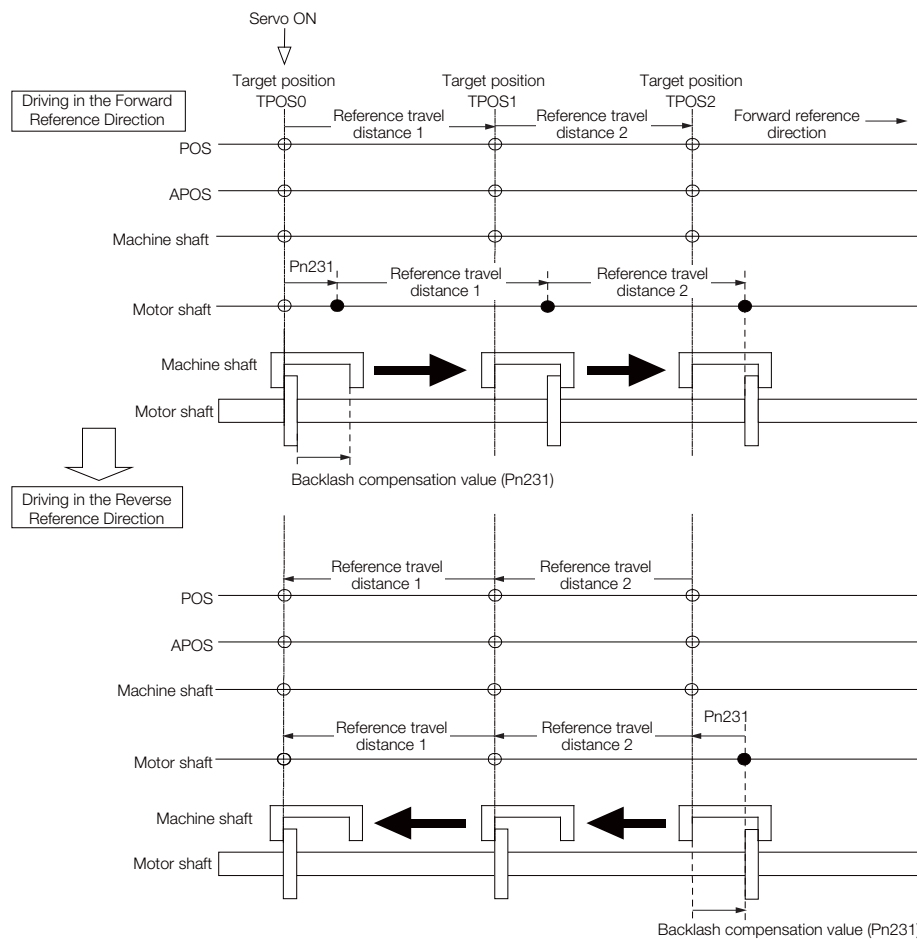 Servo ON
Target position
TPOS0
Target position
TPOS1
Target position
TPOS2
Driving in the Forward
Reference Direction
Reference travel
distance 1
Reference travel
distance 2
Forward reference
direction
POS
APOS
Machine shaft
Pn231
Reference travel
distance 1
Reference travel
distance 2
Motor shaft
Machine shaft
Motor shaft
Backlash compensation value (Pn231)
Driving in the Reverse
Reference Direction
Reference travel
distance 1
Reference travel
distance 2
POS
APOS
Machine shaft
Reference travel
distance 1
Reference travel
distance 2
Pn231
Motor shaft
Machine shaft
Motor shaft
Backlash compensation value (Pn231)